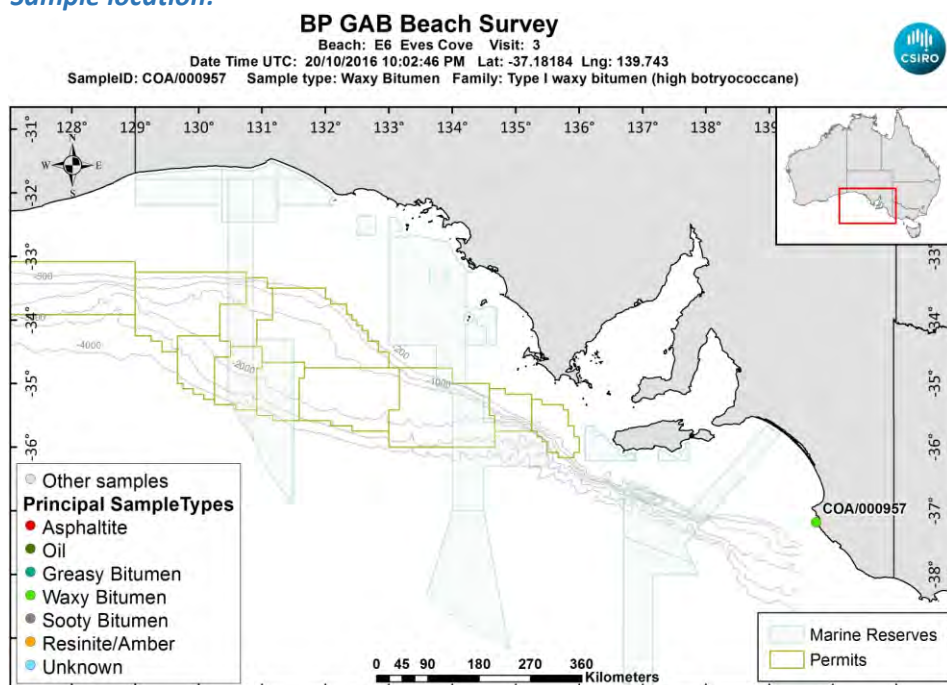 Sample location:
BP GAB Beach Survey
Beach: E6 Eves Cove Visit: 3
Date Time UTC: 20/10/2016 10:02:46 PM Lat: -37.18184 Lng: 139.743
SampleID: COA/000957 Sample type: Waxy Bitumen Family: Type I waxy bitumen (high botryococcane)
CSIRO
128° 129° 130° 131° 132° 133° 134° 135° 136° 137° 138° 139
-31°
-32°
-33°
-34°
-35°
-36°
-37°
-38°
N
W E
S
-31°
-32°
-33°
-34°
-35°
-36°
-37°
-38°
-4000
-2000
-200
-1000
COA/000957
Other samples
Principal SampleTypes
Asphaltite
Oil
Greasy Bitumen
Waxy Bitumen
Sooty Bitumen
Resinite/Amber
Unknown
0 45 90 180 270 360
Kilometers
Marine Reserves
Permits